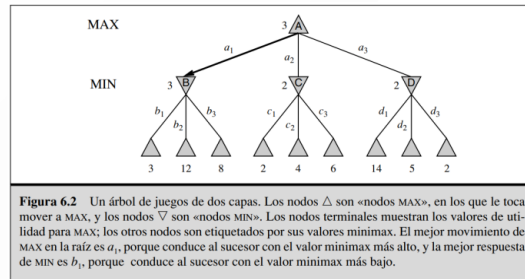 MAX 3 A
a₁ a₂ a₃
MIN 3 B 2 C 2 D
b₁ b₂ b₃ c₁ c₂ c₃ d₁ d₂ d₃
3 12 8 2 4 6 14 5 2
Figura 6.2 Un árbol de juegos de dos capas. Los nodos △ son «nodos MAX», en los que le toca
mover a MAX, y los nodos ▽ son «nodos MIN». Los nodos terminales muestran los valores de uti-
lidad para MAX; los otros nodos son etiquetados por sus valores minimax. El mejor movimiento de
MAX en la raíz es a₁, porque conduce al sucesor con el valor minimax más alto, y la mejor respuesta
de MIN es b₁, porque conduce al sucesor con el valor minimax más bajo.